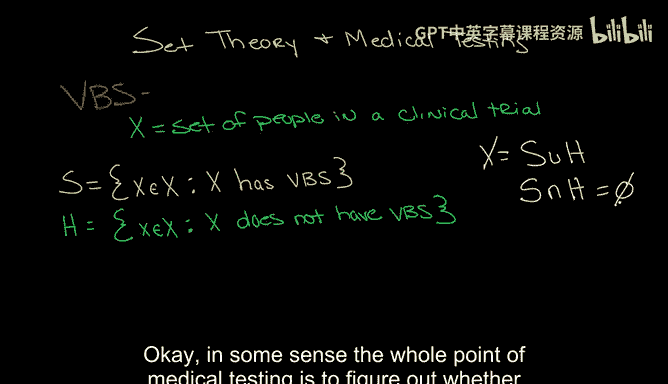 Set Theory & Medical Testing
GPT中英字幕课程资源 bilibili
VBS-
X = set of people in a clinical trial
S = {x∈X : X has VBS}
X = S∪H
S∩H = ∅
H = {x∈X : X does not have VBS}
Okay, in some sense the whole point of
medical testing is to figure out whether